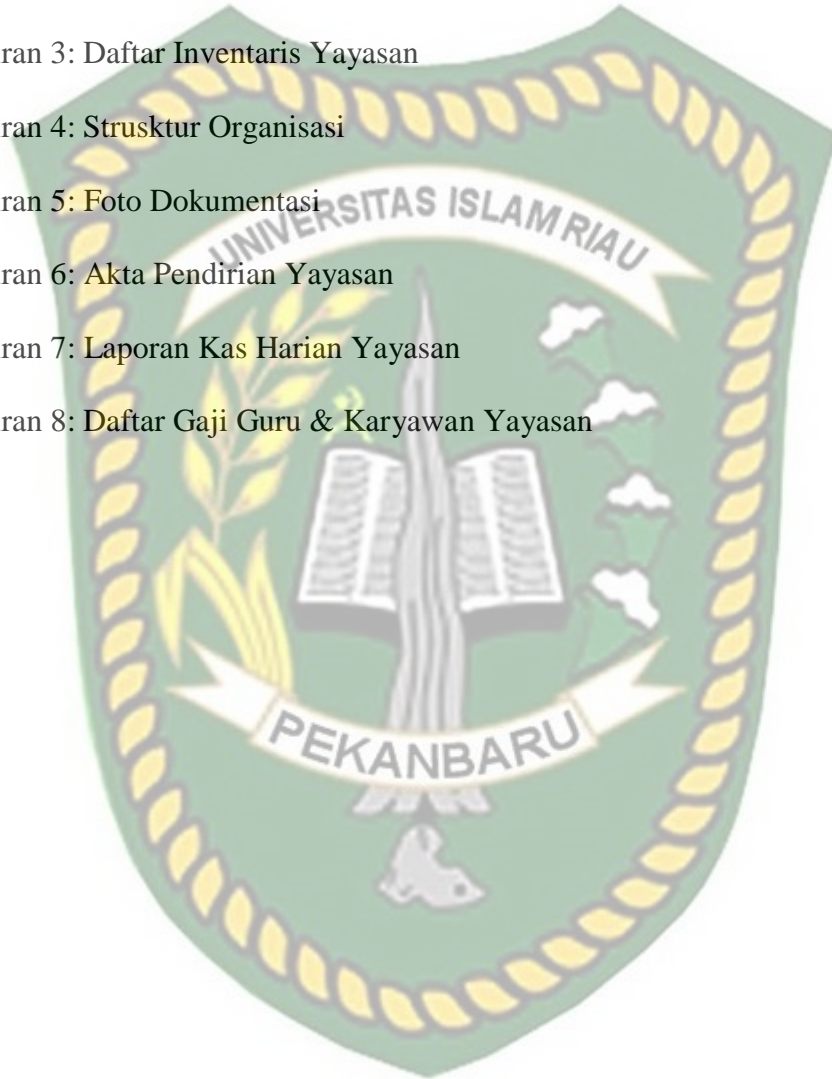 ran 3: Daftar Inventaris Yayasan
ran 4: Strusktur Organisasi
ran 5: Foto Dokumentasi
UNIVERSITAS ISLAM RIAU
ran 6: Akta Pendirian Yayasan
ran 7: Laporan Kas Harian Yayasan
ran 8: Daftar Gaji Guru & Karyawan Yayasan
PEKANBARU